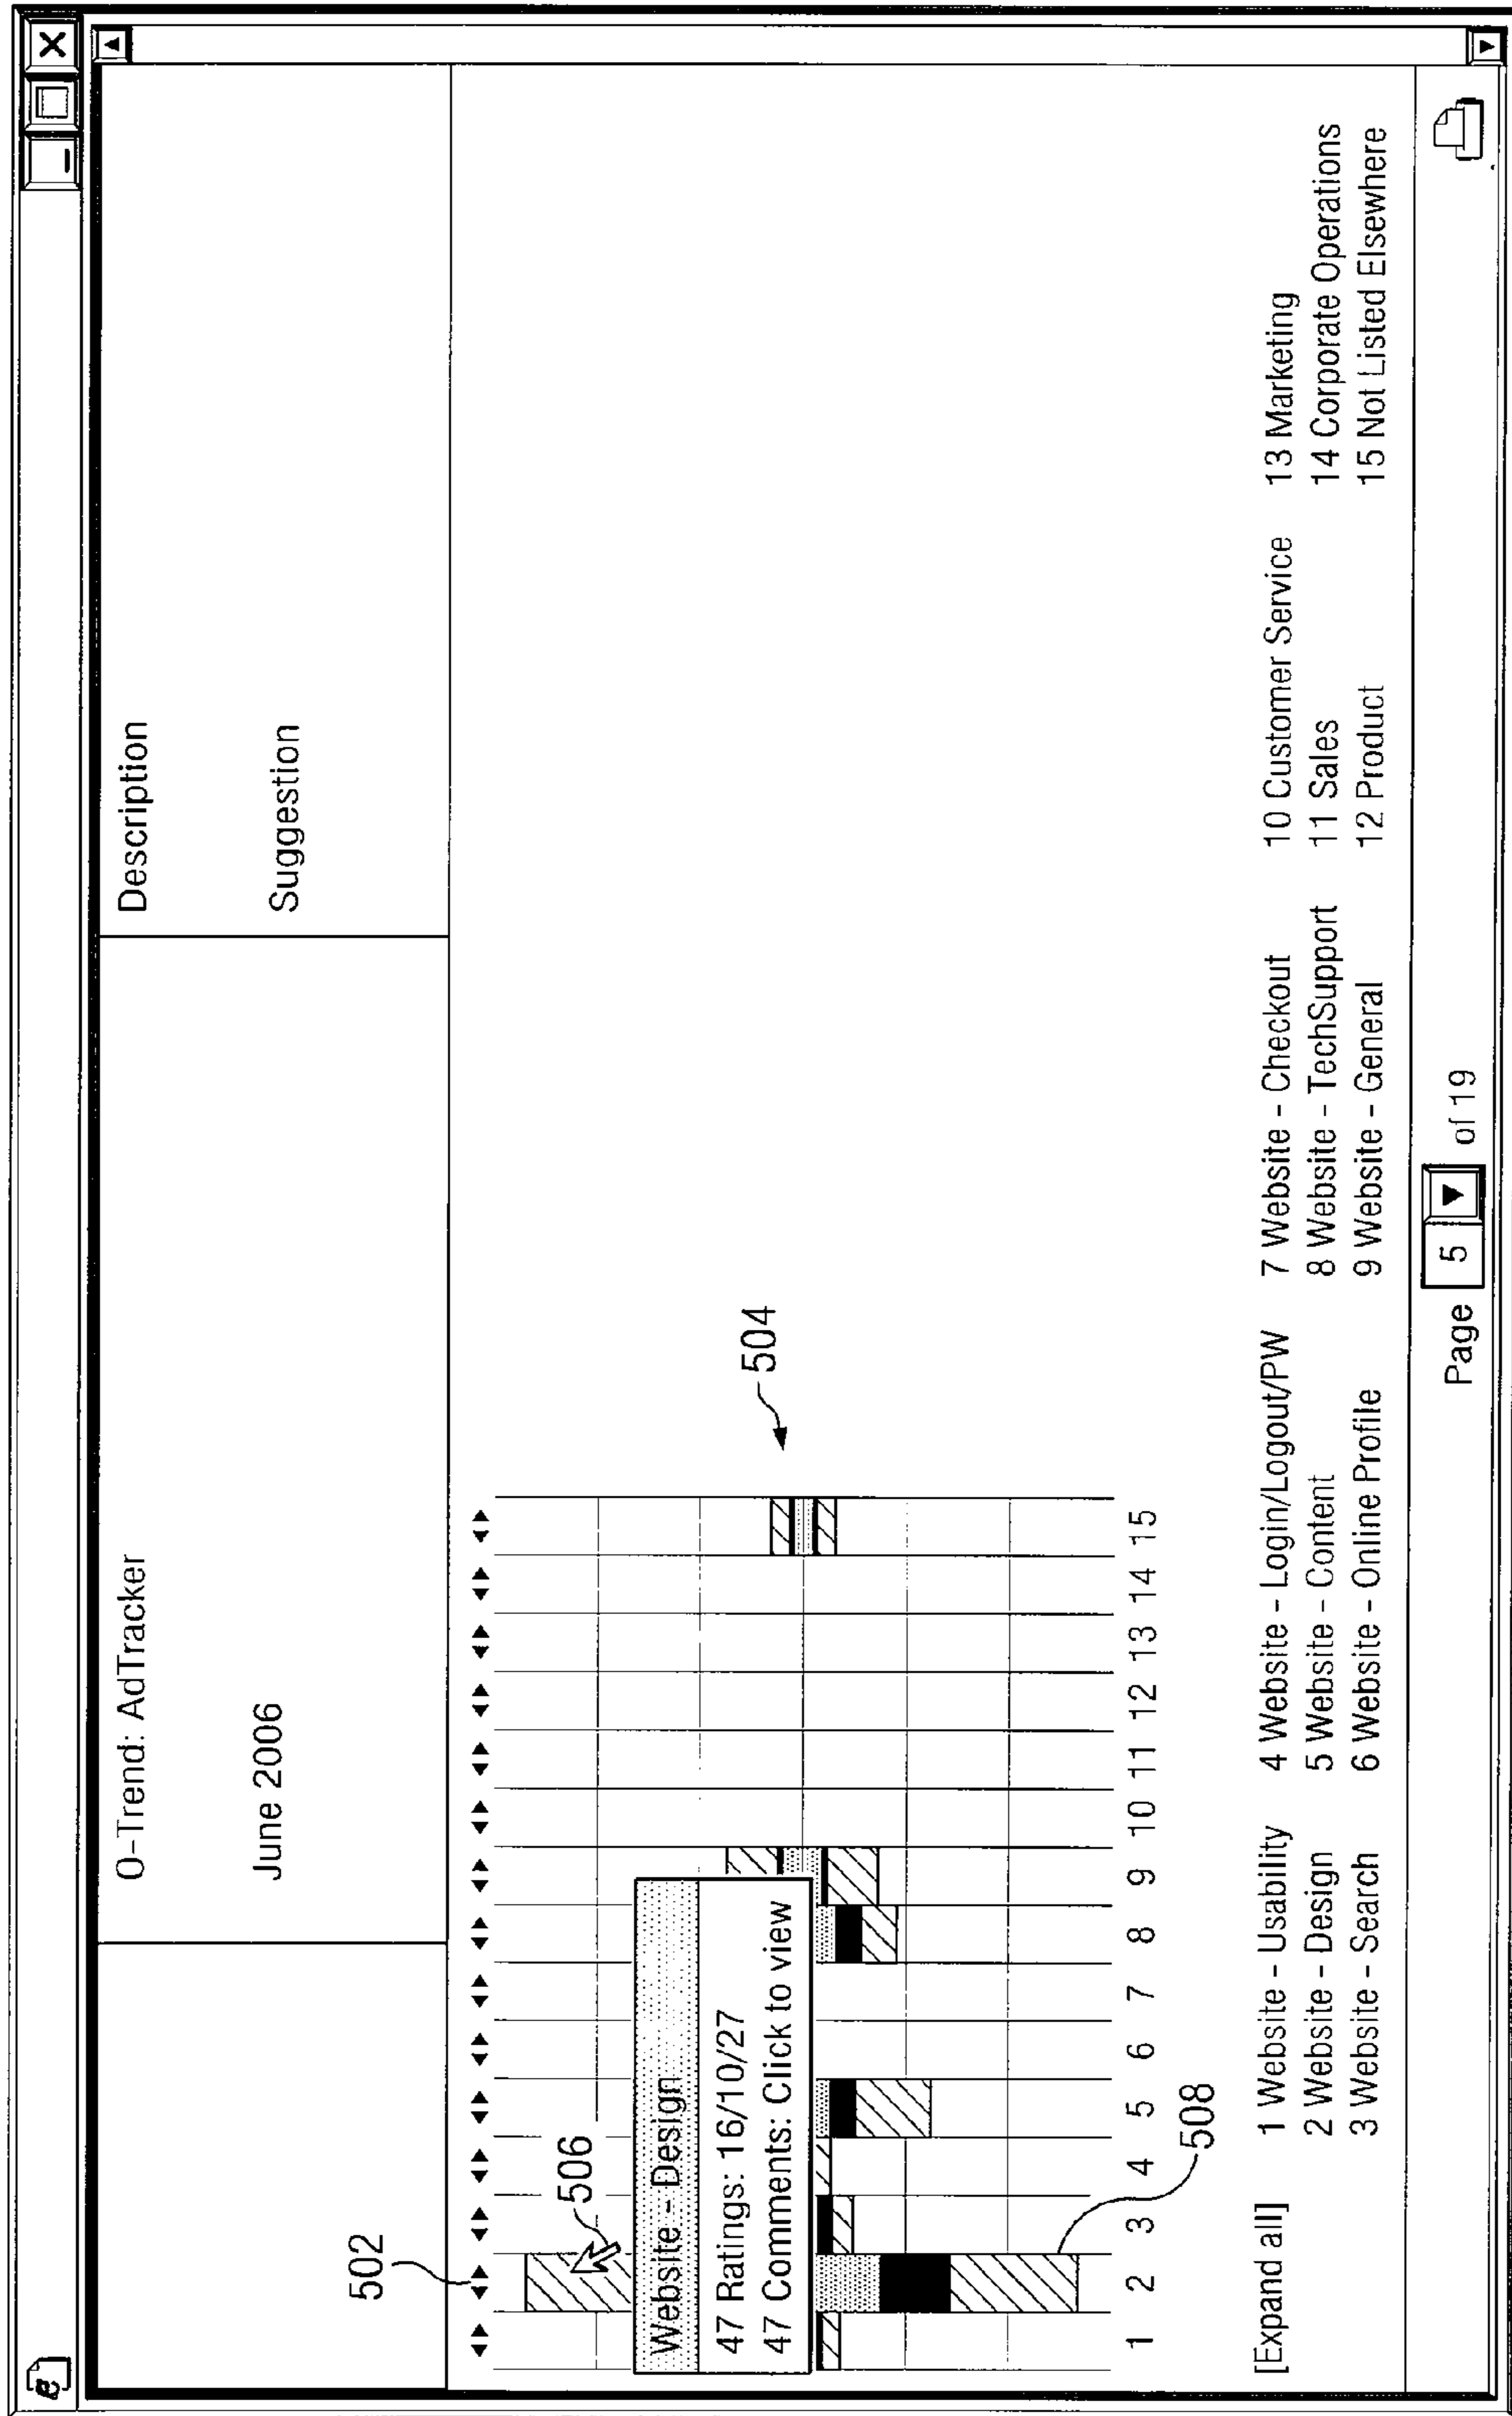 O-Trend: AdTracker
June 2006
Description
Suggestion
502
506
504
Website - Design
47 Ratings: 16/10/27
47 Comments: Click to view
1 2 3 4 5 6 7 8 9 10 11 12 13 14 15
508
[Expand all]
1 Website - Usability
2 Website - Design
3 Website - Search
4 Website - Login/Logout/PW
5 Website - Content
6 Website - Online Profile
7 Website - Checkout
8 Website - TechSupport
9 Website - General
10 Customer Service
11 Sales
12 Product
13 Marketing
14 Corporate Operations
15 Not Listed Elsewhere
Page 5 of 19